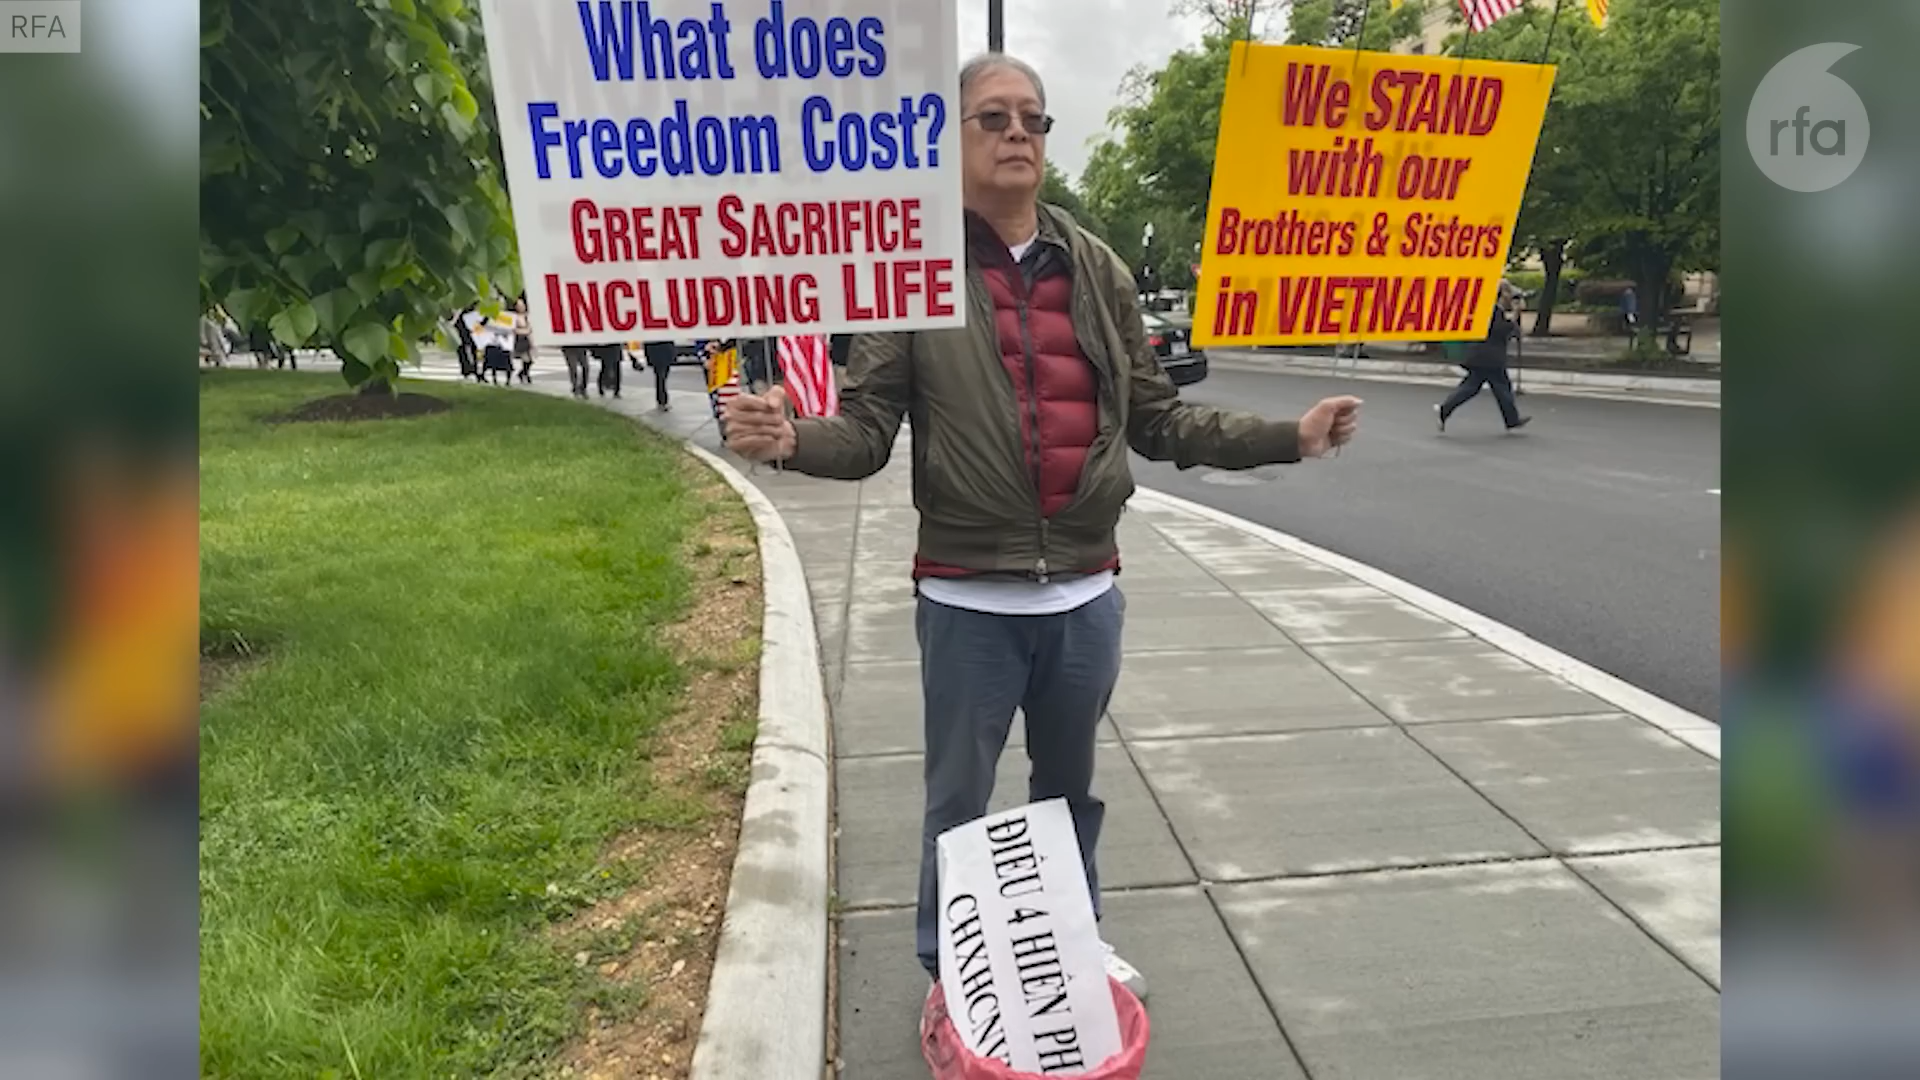 RFA
What does
Freedom Cost?
GREAT SACRIFICE
INCLUDING LIFE
We STAND
with our
Brothers & Sisters
in VIETNAM!
rfa
ĐIỀU 4 HIẾN PH
CHXHCNV